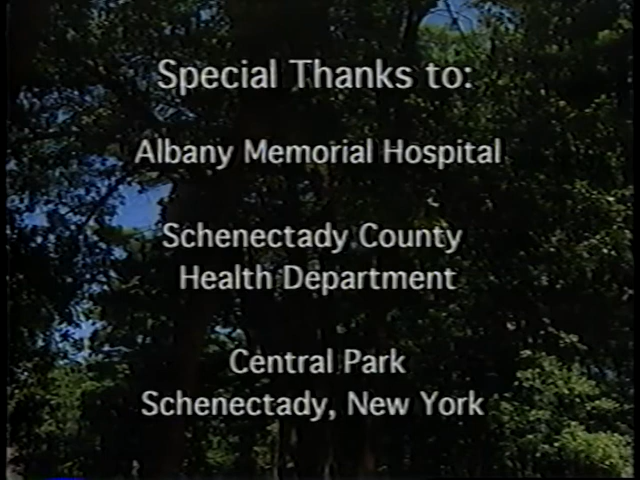 Special Thanks to:
Albany Memorial Hospital
Schenectady County
Health Department
Central Park
Schenectady, New York